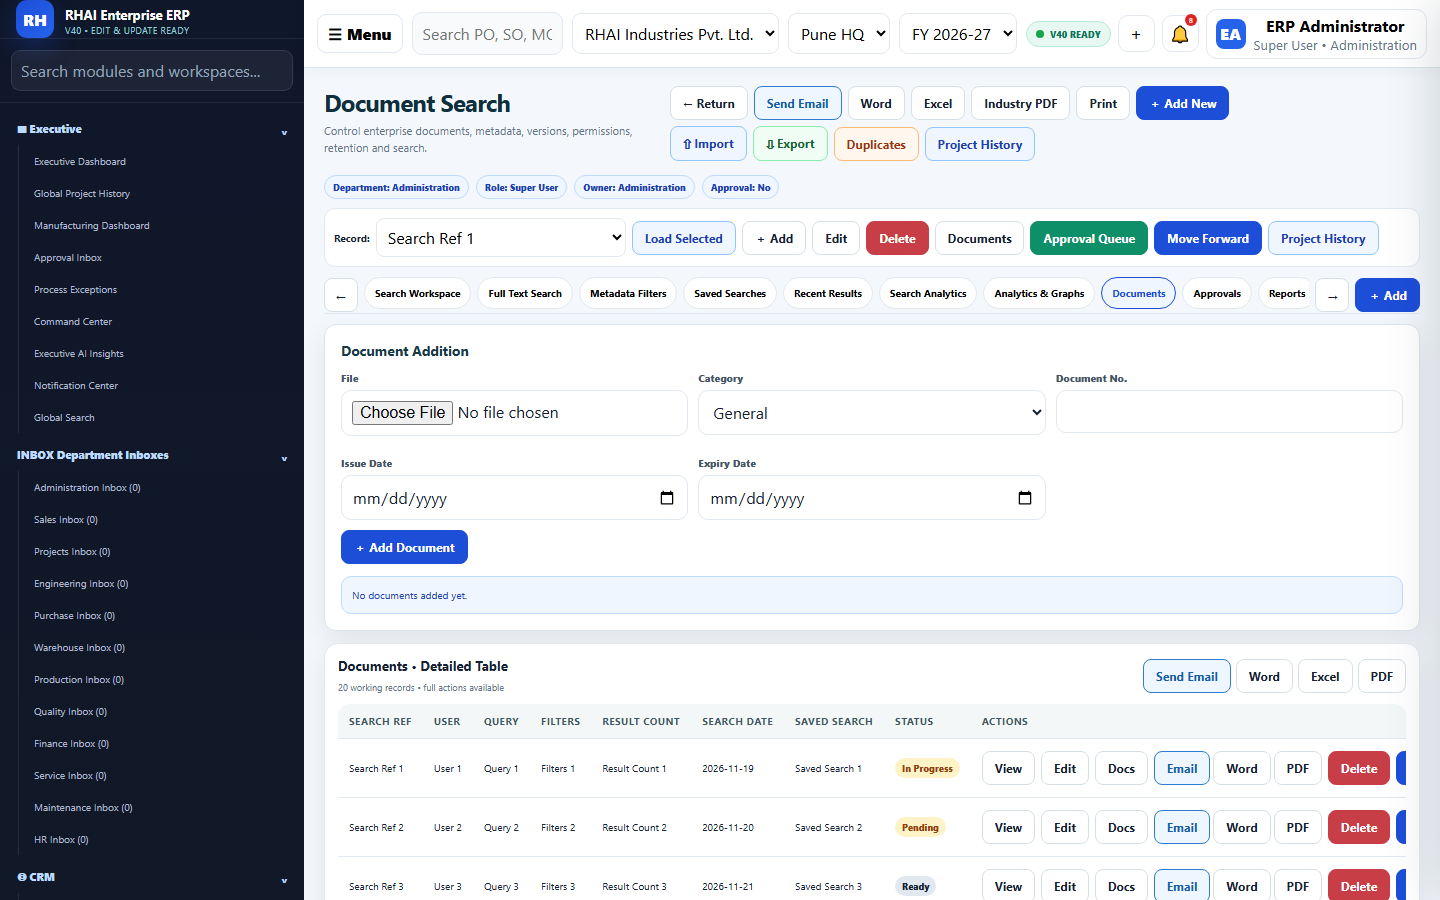 RH
RHAI Enterprise ERP
V40 • EDIT & UPDATE READY
Search modules and workspaces...
Executive
Executive Dashboard
Global Project History
Manufacturing Dashboard
Approval Inbox
Process Exceptions
Command Center
Executive AI Insights
Notification Center
Global Search
INBOX Department Inboxes
Administration Inbox (0)
Sales Inbox (0)
Projects Inbox (0)
Engineering Inbox (0)
Purchase Inbox (0)
Warehouse Inbox (0)
Production Inbox (0)
Quality Inbox (0)
Finance Inbox (0)
Service Inbox (0)
Maintenance Inbox (0)
HR Inbox (0)
CRM
☰ Menu
Search PO, SO, MC
RHAI Industries Pvt. Ltd.
Pune HQ
FY 2026-27
V40 READY
+
8
EA
ERP Administrator
Super User • Administration
Document Search
Control enterprise documents, metadata, versions, permissions,
retention and search.
← Return
Send Email
Word
Excel
Industry PDF
Print
+ Add New
⇧ Import
⇩ Export
Duplicates
Project History
Department: Administration
Role: Super User
Owner: Administration
Approval: No
Record:
Search Ref 1
Load Selected
+ Add
Edit
Delete
Documents
Approval Queue
Move Forward
Project History
←
Search Workspace
Full Text Search
Metadata Filters
Saved Searches
Recent Results
Search Analytics
Analytics & Graphs
Documents
Approvals
Reports
→
+ Add
Document Addition
File
Category
Document No.
Choose File No file chosen
General
Issue Date
Expiry Date
mm/dd/yyyy
mm/dd/yyyy
+ Add Document
No documents added yet.
Documents • Detailed Table
20 working records • full actions available
Send Email
Word
Excel
PDF
SEARCH REF USER QUERY FILTERS RESULT COUNT SEARCH DATE SAVED SEARCH STATUS ACTIONS
Search Ref 1 User 1 Query 1 Filters 1 Result Count 1 2026-11-19 Saved Search 1 In Progress View Edit Docs Email Word PDF Delete
Search Ref 2 User 2 Query 2 Filters 2 Result Count 2 2026-11-20 Saved Search 2 Pending View Edit Docs Email Word PDF Delete
Search Ref 3 User 3 Query 3 Filters 3 Result Count 3 2026-11-21 Saved Search 3 Ready View Edit Docs Email Word PDF Delete